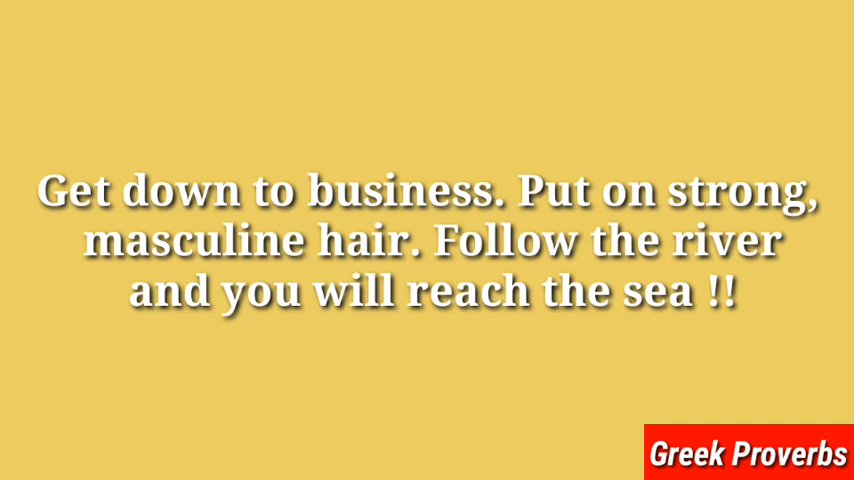 Get down to business. Put on strong,
masculine hair. Follow the river
and you will reach the sea !!
Greek Proverbs